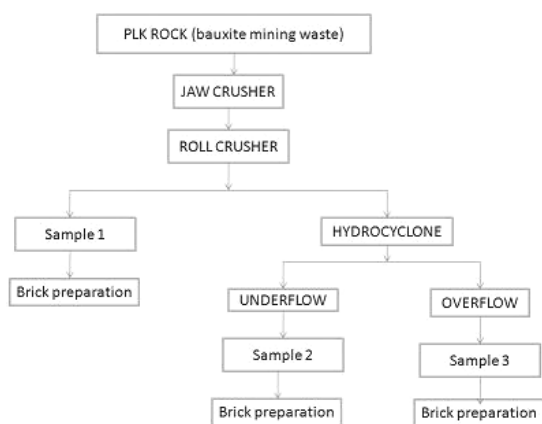 PLK ROCK (bauxite mining waste)
JAW CRUSHER
ROLL CRUSHER
Sample 1
HYDROCYCLONE
Brick preparation
UNDERFLOW
OVERFLOW
Sample 2
Sample 3
Brick preparation
Brick preparation